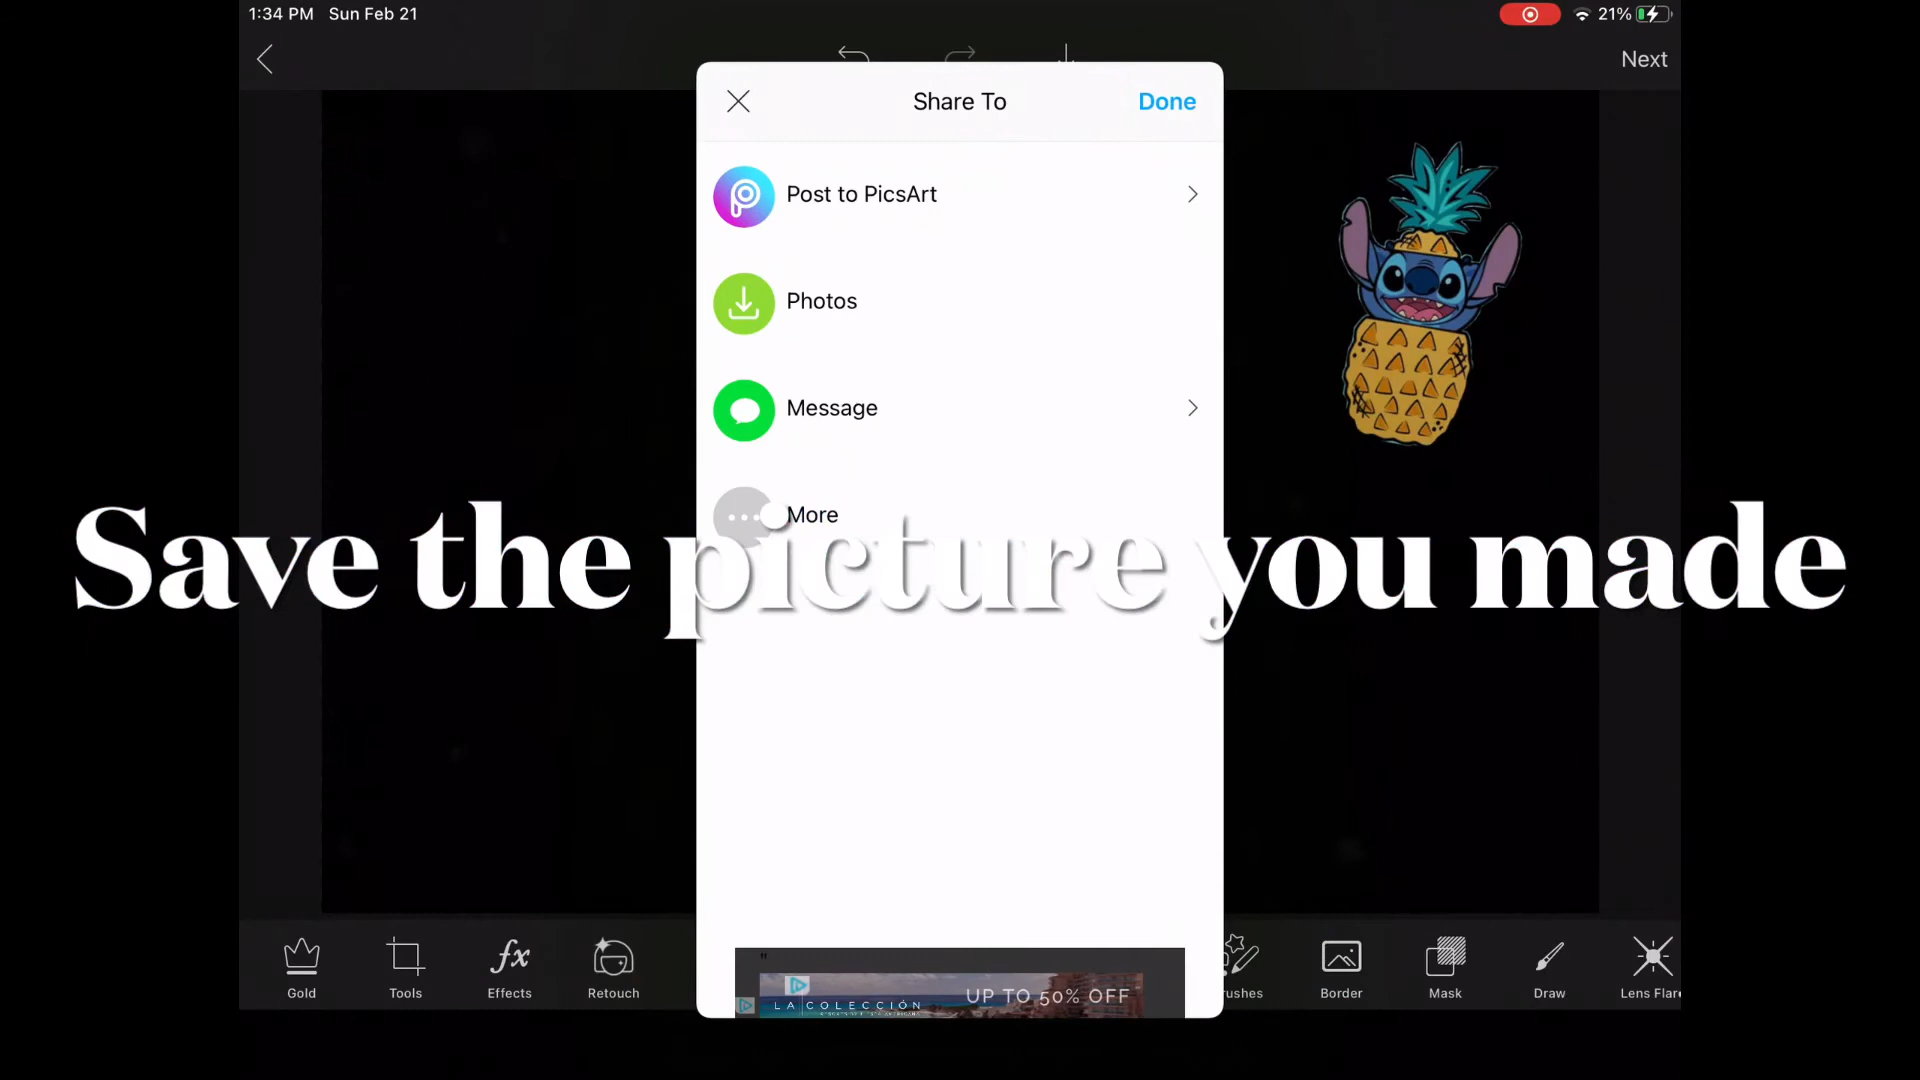 1:34 PM Sun Feb 21
21%
Next
Share To
Done
Post to PicsArt
Photos
Message
More
Save the picture you made
Gold
Tools
Effects
Retouch
rushes
Border
Mask
Draw
Lens Flare
LA COLECCIÓN
UP TO 50% OFF